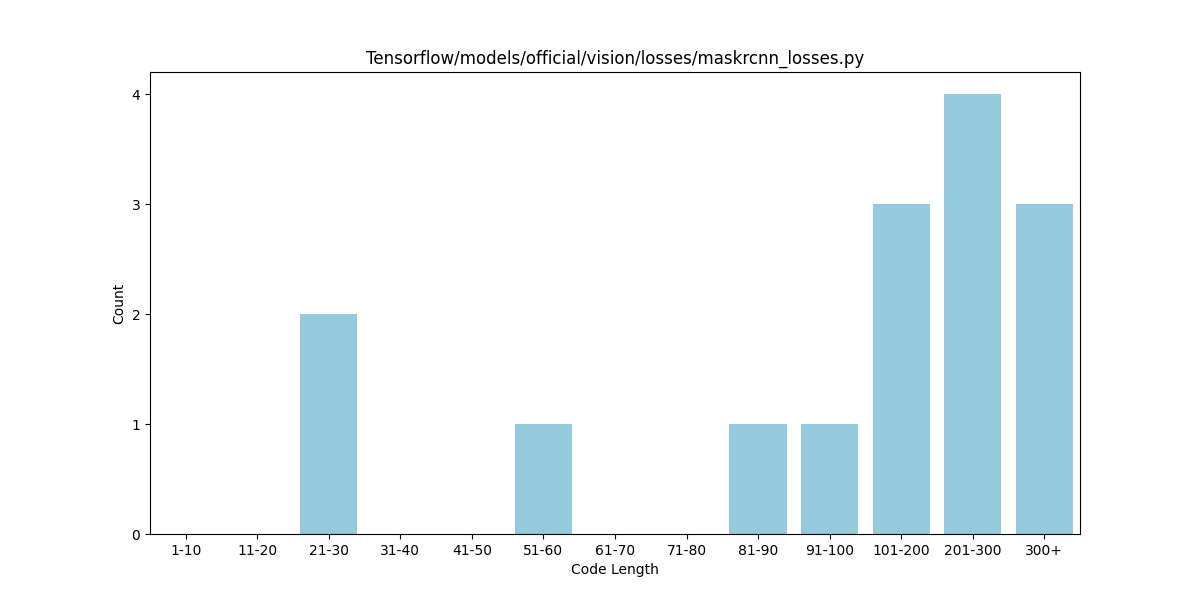 Tensorflow/models/official/vision/losses/maskrcnn_losses.py
4
3
2
1
0
Count
1-10 11-20 21-30 31-40 41-50 51-60 61-70 71-80 81-90 91-100 101-200 201-300 300+
Code Length